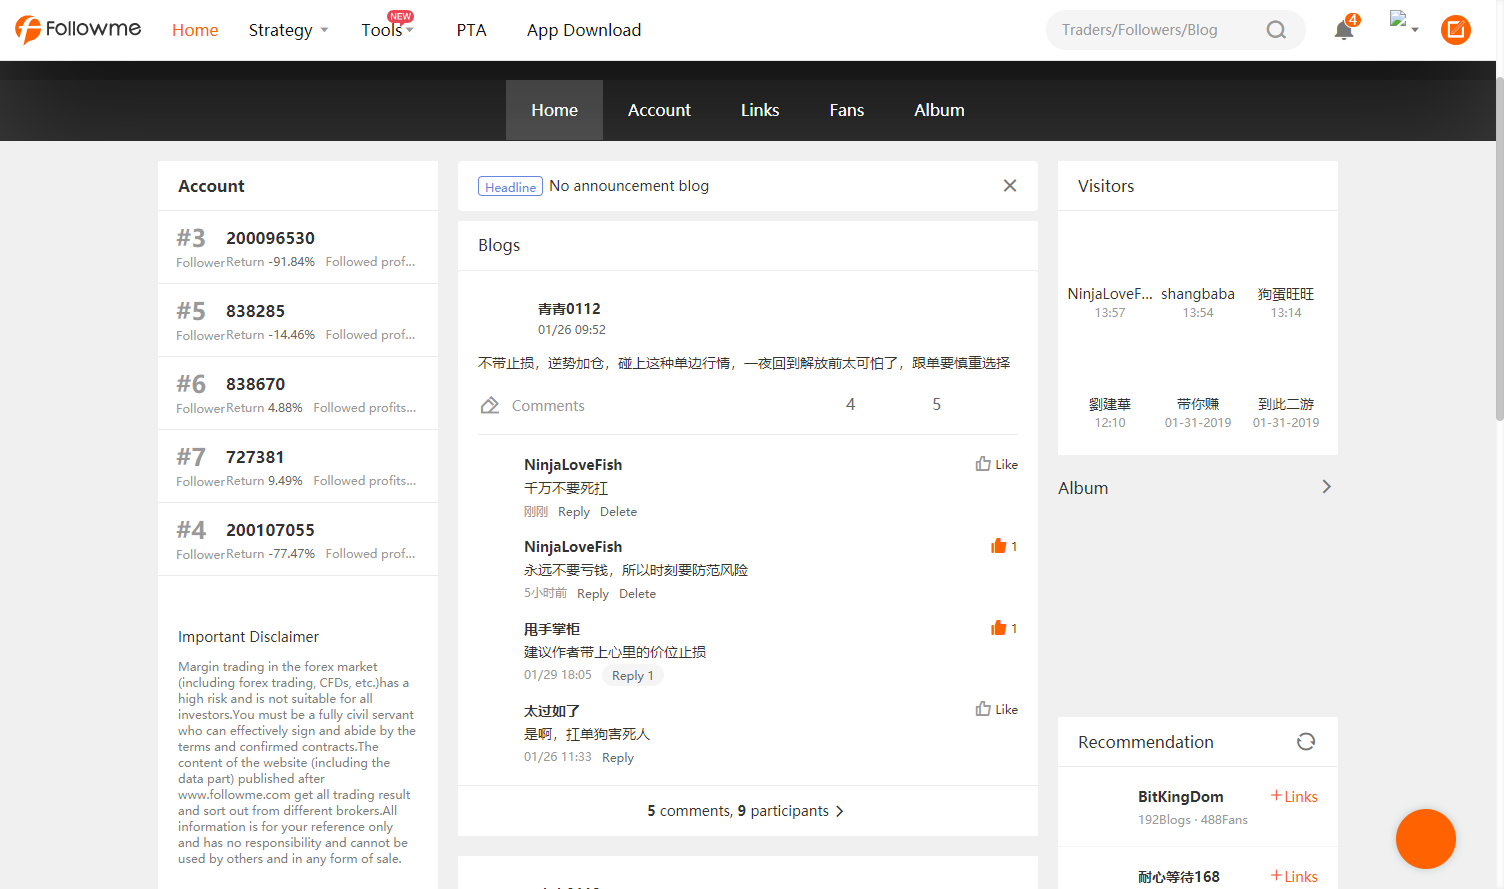 Followme
Home
Strategy
Tools
NEW
PTA
App Download
Traders/Followers/Blog
4
Home
Account
Links
Fans
Album
Account
#3 200096530
Follower Return -91.84% Followed prof...
#5 838285
Follower Return -14.46% Followed prof...
#6 838670
Follower Return 4.88% Followed profits...
#7 727381
Follower Return 9.49% Followed profits...
#4 200107055
Follower Return -77.47% Followed prof...
Important Disclaimer
Margin trading in the forex market
(including forex trading, CFDs, etc.)has a
high risk and is not suitable for all
investors.You must be a fully civil servant
who can effectively sign and abide by the
terms and confirmed contracts.The
content of the website (including the
data part) published after
www.followme.com get all trading result
and sort out from different brokers.All
information is for your reference only
and has no responsibility and cannot be
used by others and in any form of sale.
Headline No announcement blog
Blogs
青青0112
01/26 09:52
不带止损，逆势加仓，碰上这种单边行情，一夜回到解放前太可怕了，跟单要慎重选择
Comments 4 5
NinjaLoveFish Like
千万不要死扛
刚刚 Reply Delete
NinjaLoveFish 1
永远不要亏钱，所以时刻要防范风险
5小时前 Reply Delete
甩手掌柜 1
建议作者带上心里的价位止损
01/29 18:05 Reply 1
太过如了 Like
是啊，扛单狗害死人
01/26 11:33 Reply
5 comments, 9 participants
Visitors
NinjaLoveF... shangbaba 狗蛋旺旺
13:57 13:54 13:14
劉建華 带你赚 到此二游
12:10 01-31-2019 01-31-2019
Album
Recommendation
BitKingDom +Links
192Blogs · 488Fans
耐心等待168 +Links